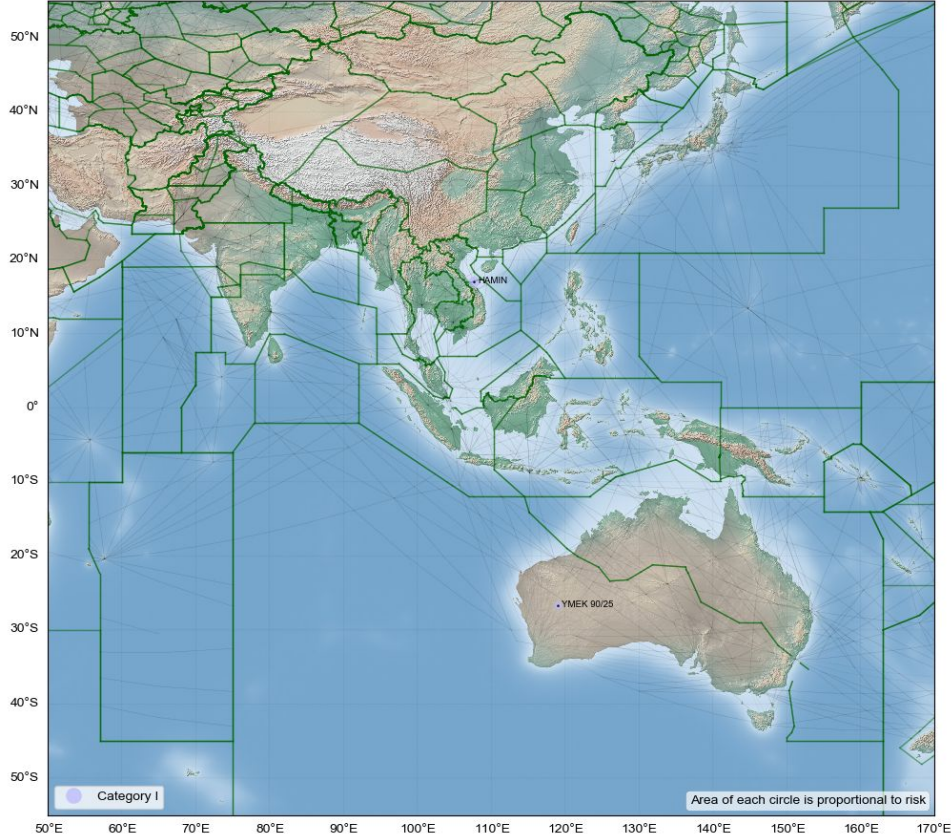 50°N
40°N
30°N
20°N
10°N
0°
10°S
20°S
30°S
40°S
50°S
HAMIN
YMEK 90/25
Category I
Area of each circle is proportional to risk
50°E 60°E 70°E 80°E 90°E 100°E 110°E 120°E 130°E 140°E 150°E 160°E 170°E